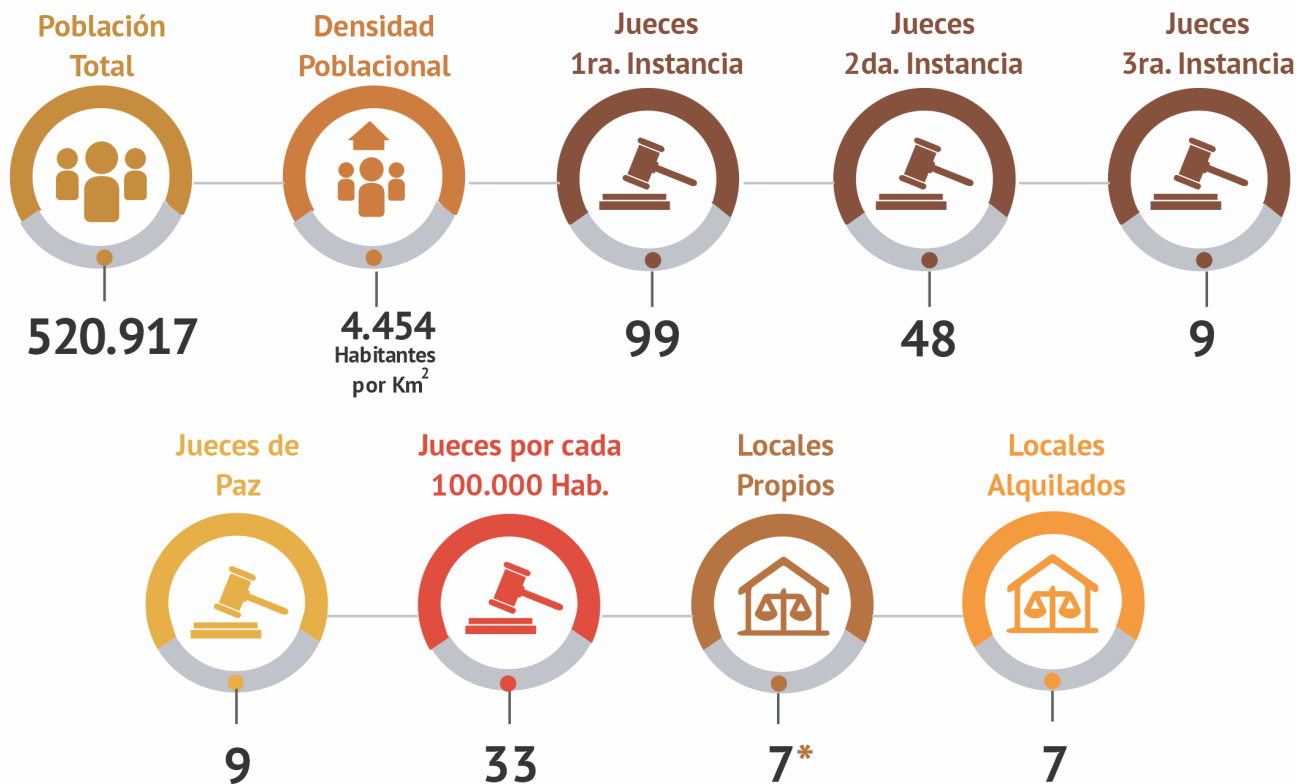 Población
Total
520.917
Densidad
Poblacional
4.454
Habitantes
por Km²
Jueces
1ra. Instancia
99
Jueces
2da. Instancia
48
Jueces
3ra. Instancia
9
Jueces de
Paz
9
Jueces por cada
100.000 Hab.
33
Locales
Propios
7*
Locales
Alquilados
7